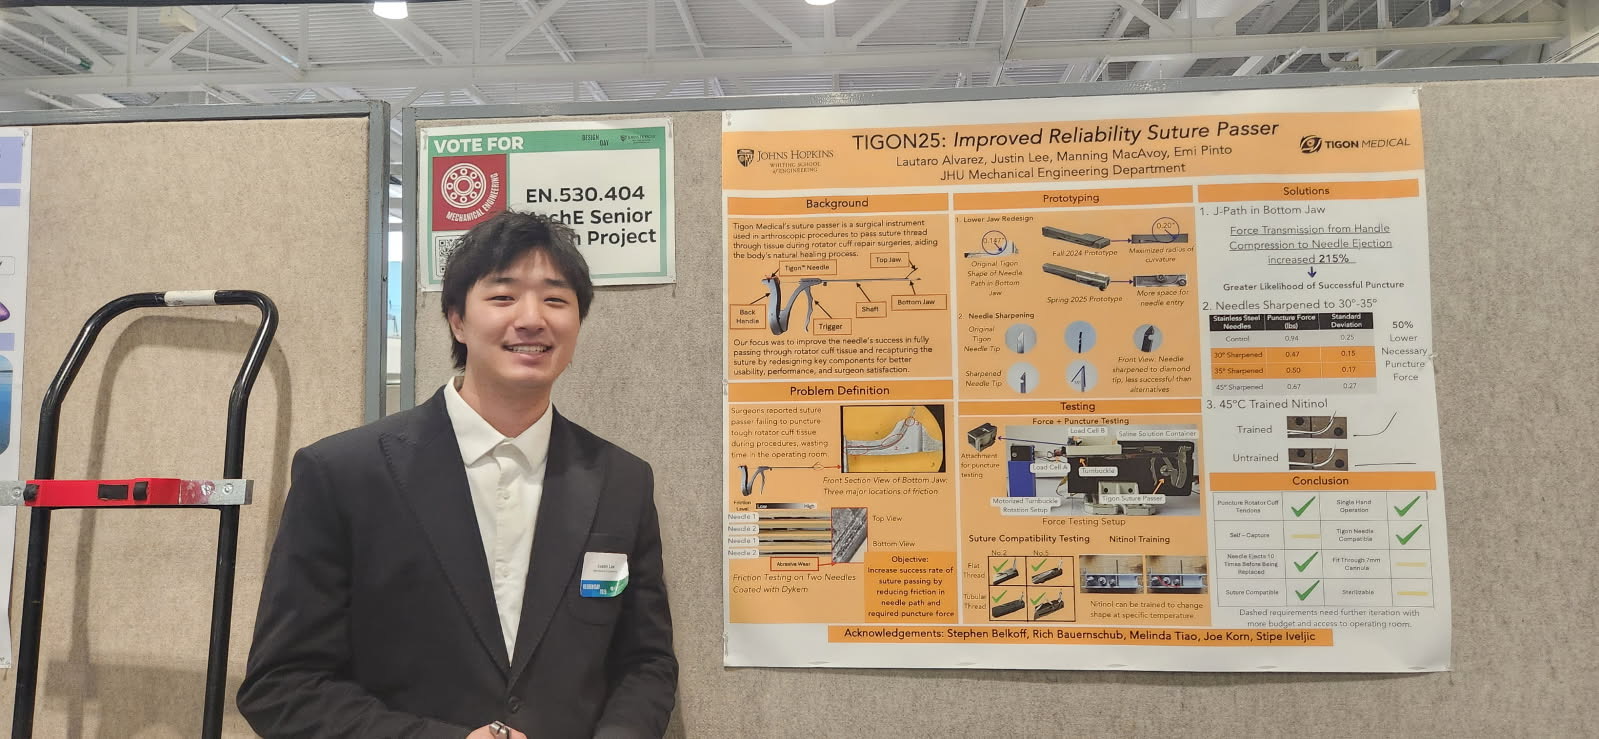 VOTE FOR
DESIGN
DAY
MECHANICAL ENGINEERING
EN.530.404
MechE Senior
Project
Justin Lee
TIGON25: Improved Reliability Suture Passer
Lautaro Alvarez, Justin Lee, Manning MacAvoy, Emi Pinto
JHU Mechanical Engineering Department
JOHNS HOPKINS
WHITING SCHOOL
of ENGINEERING
TIGON MEDICAL
Background
Tigon Medical's suture passer is a surgical instrument
used in arthroscopic procedures to pass suture thread
through tissue during rotator cuff repair surgeries, aiding
the body's natural healing process.
Tigon™ Needle
Top Jaw
Back
Handle
Trigger
Shaft
Bottom Jaw
Our focus was to improve the needle's success in fully
passing through rotator cuff tissue and recapturing the
suture by redesigning key components for better
usability, performance, and surgeon satisfaction.
Problem Definition
Surgeons reported suture
passer failing to puncture
tough rotator cuff tissue
during procedures, wasting
time in the operating room.
Front Section View of Bottom Jaw:
Three major locations of friction
Friction
Level
Low
High
Needle 1
Needle 2
Needle 1
Needle 2
Top View
Bottom View
Abrasive Wear
Friction Testing on Two Needles
Coated with Dykem
Objective:
Increase success rate of
suture passing by
reducing friction in
needle path and
required puncture force
Prototyping
1. Lower Jaw Redesign
0.147"
Original Tigon
Shape of Needle
Path in Bottom
Jaw
Fall 2024 Prototype
0.20"
Maximized radius of
curvature
Spring 2025 Prototype
More space for
needle entry
2. Needle Sharpening
Original
Tigon
Needle Tip
Sharpened
Needle Tip
Front View: Needle
sharpened to diamond
tip, less successful than
alternatives
Testing
Force + Puncture Testing
Attachment
for puncture
testing
Load Cell B
Saline Solution Container
Load Cell A
Turnbuckle
Motorized Turnbuckle
Rotation Setup
Tigon Suture Passer
Force Testing Setup
Suture Compatibility Testing
No.2
No.5
Flat
Thread
Tubular
Thread
Nitinol Training
Nitinol can be trained to change
shape at specific temperature.
Solutions
1. J-Path in Bottom Jaw
Force Transmission from Handle
Compression to Needle Ejection
increased 215%
Greater Likelihood of Successful Puncture
2. Needles Sharpened to 30°-35°
Stainless Steel Needles Puncture Force (lbs) Standard Deviation
Control 0.94 0.25
30° Sharpened 0.47 0.15
35° Sharpened 0.50 0.17
45° Sharpened 0.67 0.27
50%
Lower
Necessary
Puncture
Force
3. 45°C Trained Nitinol
Trained
Untrained
Conclusion
Puncture Rotator Cuff Tendons
Single Hand Operation
Self - Capture
Tigon Needle Compatible
Needle Ejects 10 Times Before Being Replaced
Fit Through 7mm Cannula
Suture Compatible
Sterilizable
Dashed requirements need further iteration with
more budget and access to operating room.
Acknowledgements: Stephen Belkoff, Rich Bauernschub, Melinda Tiao, Joe Korn, Stipe Iveljic